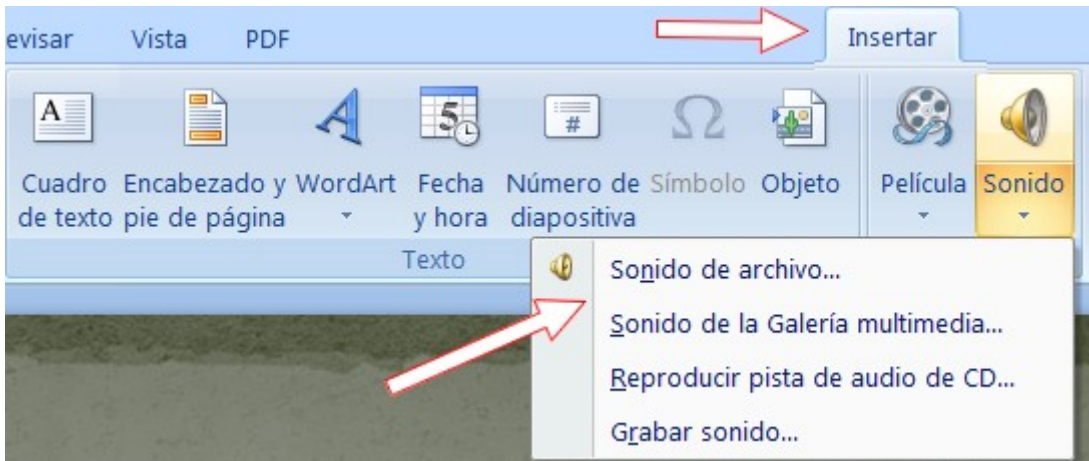 evisar Vista PDF Insertar
A 5 # Ω
Cuadro Encabezado y WordArt Fecha Número de Símbolo Objeto Película Sonido
de texto pie de página y hora diapositiva
Texto
Sonido de archivo...
Sonido de la Galería multimedia...
Reproducir pista de audio de CD...
Grabar sonido...